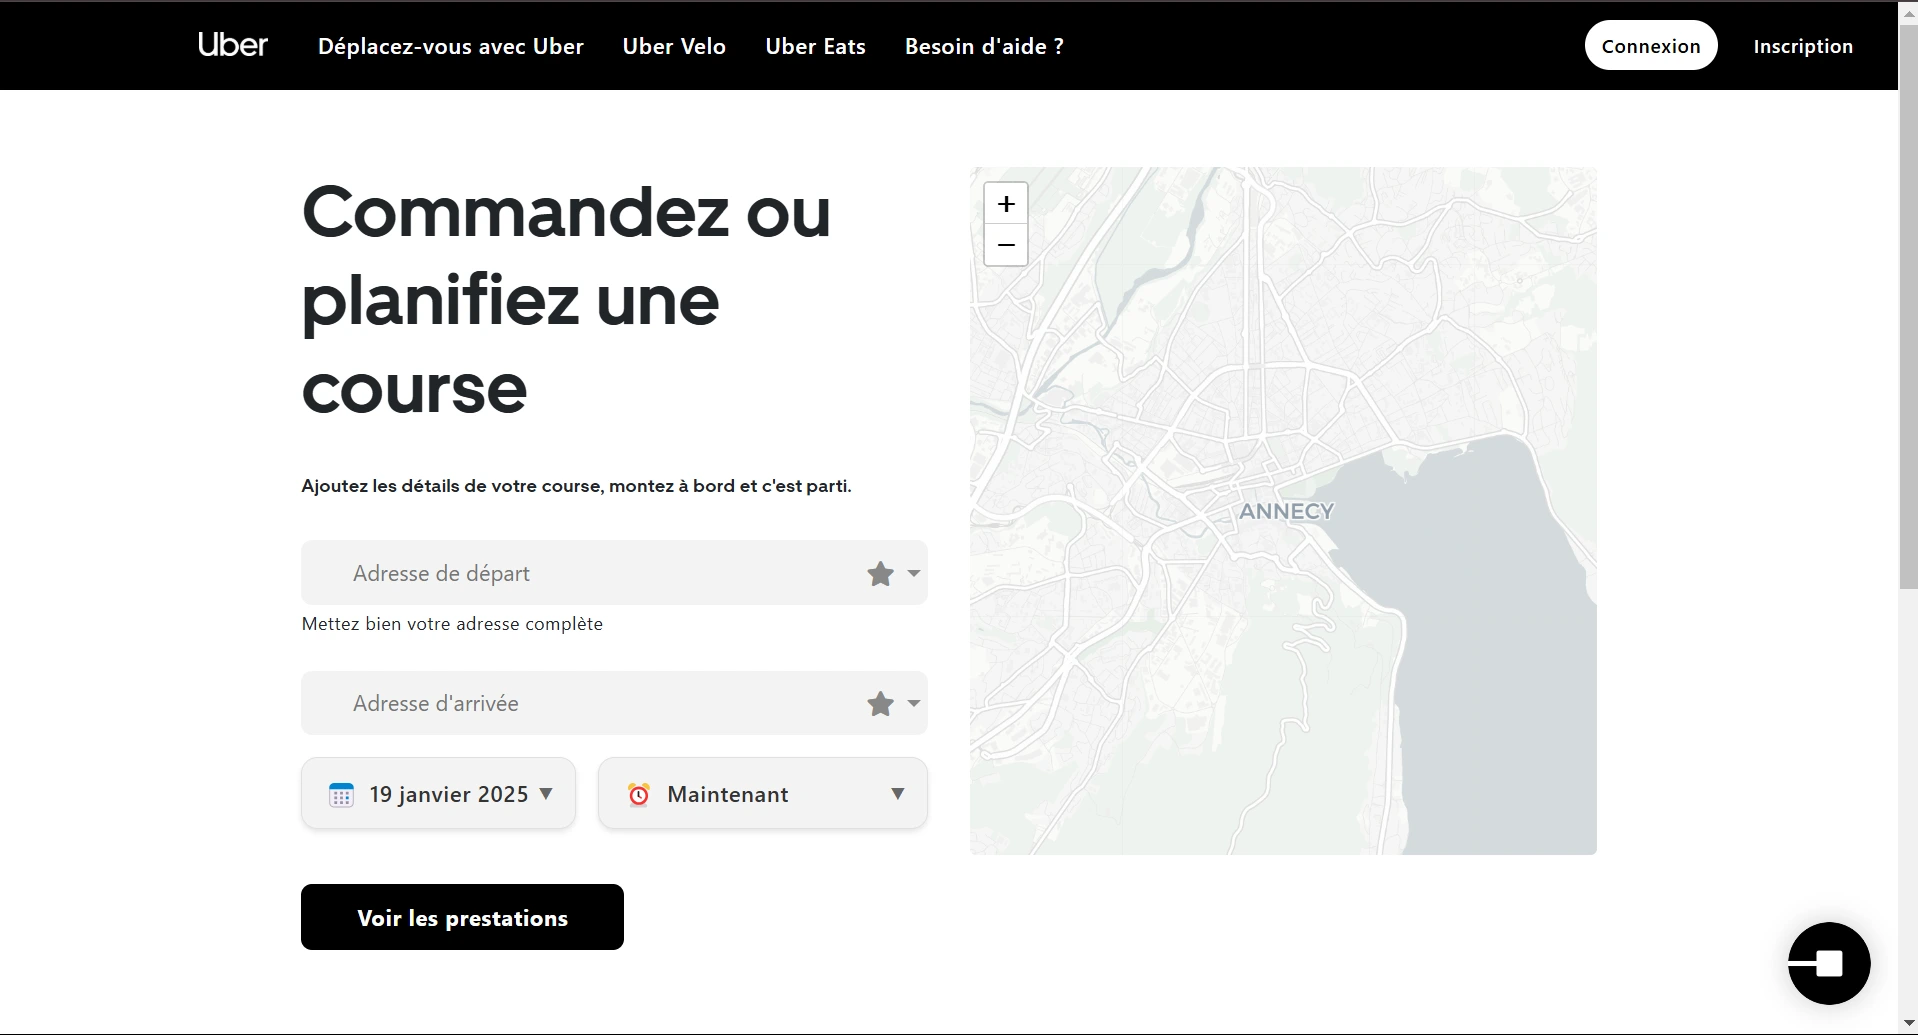 Uber
Déplacez-vous avec Uber
Uber Velo
Uber Eats
Besoin d'aide ?
Connexion
Inscription
Commandez ou
planifiez une
course
Ajoutez les détails de votre course, montez à bord et c'est parti.
Adresse de départ
Mettez bien votre adresse complète
Adresse d'arrivée
19 janvier 2025
Maintenant
Voir les prestations
+
−
ANNECY